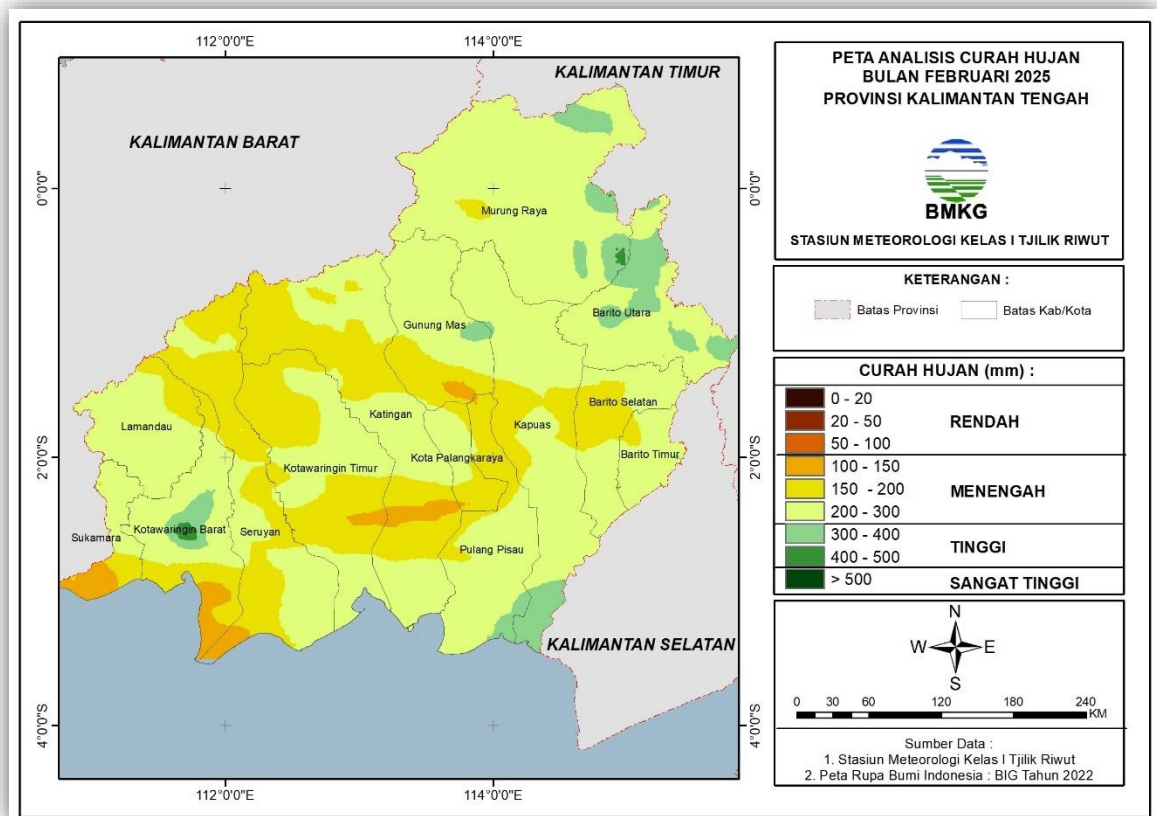 112°0'0"E
114°0'0"E
KALIMANTAN TIMUR
KALIMANTAN BARAT
0°0'0"
0°0'0"
Murung Raya
Gunung Mas
Barito Utara
Lamandau
Katingan
Kapuas
Barito Selatan
2°0'0"S
Kotawaringin Timur
Kota Palangkaraya
Barito Timur
2°0'0"S
Sukamara
Kotawaringin Barat
Seruyan
Pulang Pisau
KALIMANTAN SELATAN
4°0'0"S
4°0'0"S
112°0'0"E
114°0'0"E
PETA ANALISIS CURAH HUJAN
BULAN FEBRUARI 2025
PROVINSI KALIMANTAN TENGAH
BMKG
STASIUN METEOROLOGI KELAS I TJILIK RIWUT
KETERANGAN :
Batas Provinsi
Batas Kab/Kota
CURAH HUJAN (mm) :
0 - 20
20 - 50
RENDAH
50 - 100
100 - 150
150 - 200
MENENGAH
200 - 300
300 - 400
TINGGI
400 - 500
> 500
SANGAT TINGGI
N
W
E
S
0 30 60 120 180 240
KM
Sumber Data :
1. Stasiun Meteorologi Kelas I Tjilik Riwut
2. Peta Rupa Bumi Indonesia : BIG Tahun 2022